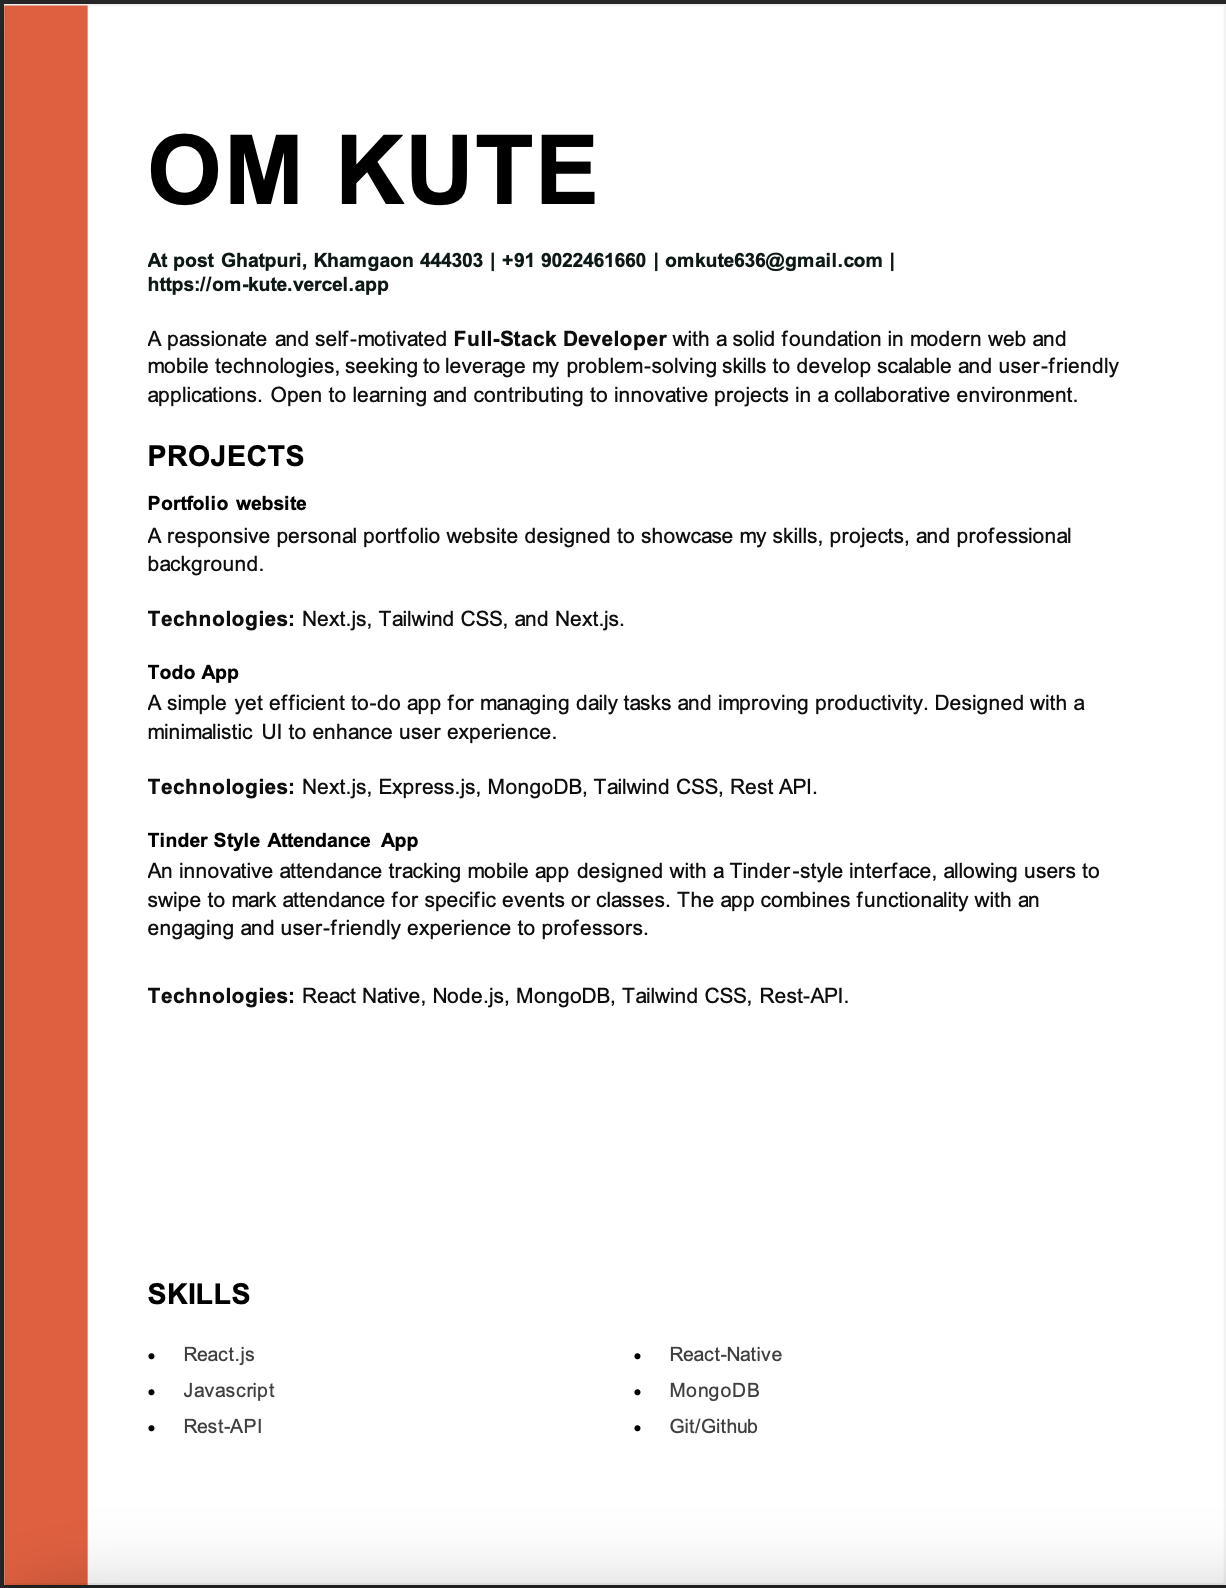 OM KUTE
At post Ghatpuri, Khamgaon 444303 | +91 9022461660 | omkute636@gmail.com |
https://om-kute.vercel.app
A passionate and self-motivated Full-Stack Developer with a solid foundation in modern web and
mobile technologies, seeking to leverage my problem-solving skills to develop scalable and user-friendly
applications. Open to learning and contributing to innovative projects in a collaborative environment.
PROJECTS
Portfolio website
A responsive personal portfolio website designed to showcase my skills, projects, and professional
background.
Technologies: Next.js, Tailwind CSS, and Next.js.
Todo App
A simple yet efficient to-do app for managing daily tasks and improving productivity. Designed with a
minimalistic UI to enhance user experience.
Technologies: Next.js, Express.js, MongoDB, Tailwind CSS, Rest API.
Tinder Style Attendance App
An innovative attendance tracking mobile app designed with a Tinder-style interface, allowing users to
swipe to mark attendance for specific events or classes. The app combines functionality with an
engaging and user-friendly experience to professors.
Technologies: React Native, Node.js, MongoDB, Tailwind CSS, Rest-API.
SKILLS
• React.js
• Javascript
• Rest-API
• React-Native
• MongoDB
• Git/Github